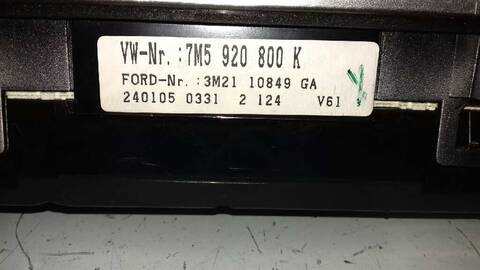 VW-Nr. :7M5 920 800 K
FORD-Nr. :3M21 10849 GA
240105 0331 2 124 V61